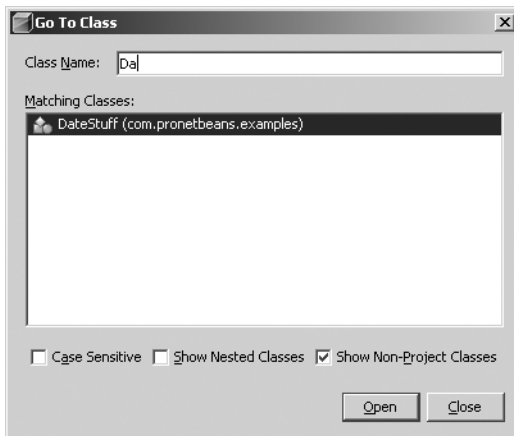 Go To Class
Class Name: Da
Matching Classes:
DateStuff (com.pronetbeans.examples)
Case Sensitive Show Nested Classes Show Non-Project Classes
Open Close